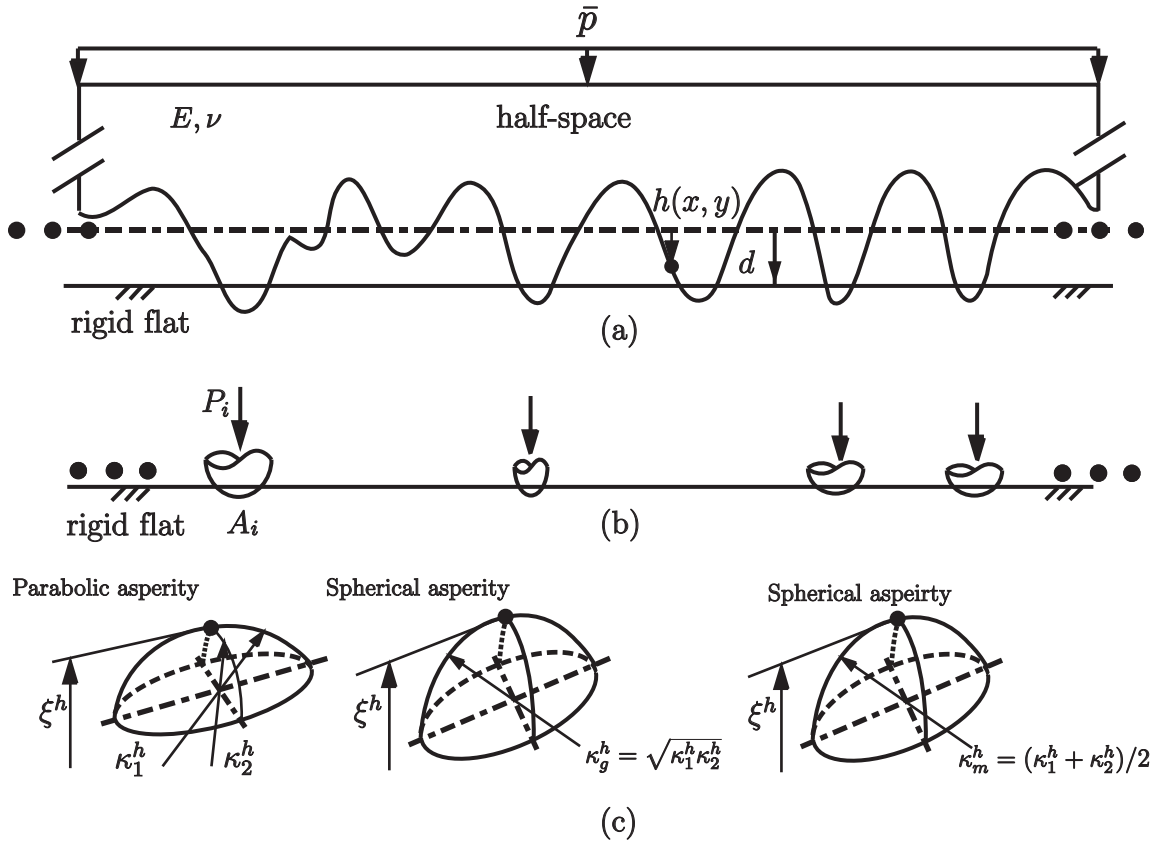 p̄
E, ν half-space
h(x, y)
d
rigid flat
(a)
P_i
rigid flat A_i (b)
Parabolic asperity Spherical asperity Spherical aspeirty
ξ^h ξ^h ξ^h
κ_1^h κ_2^h κ_g^h = √(κ_1^h κ_2^h) κ_m^h = (κ_1^h + κ_2^h)/2
(c)